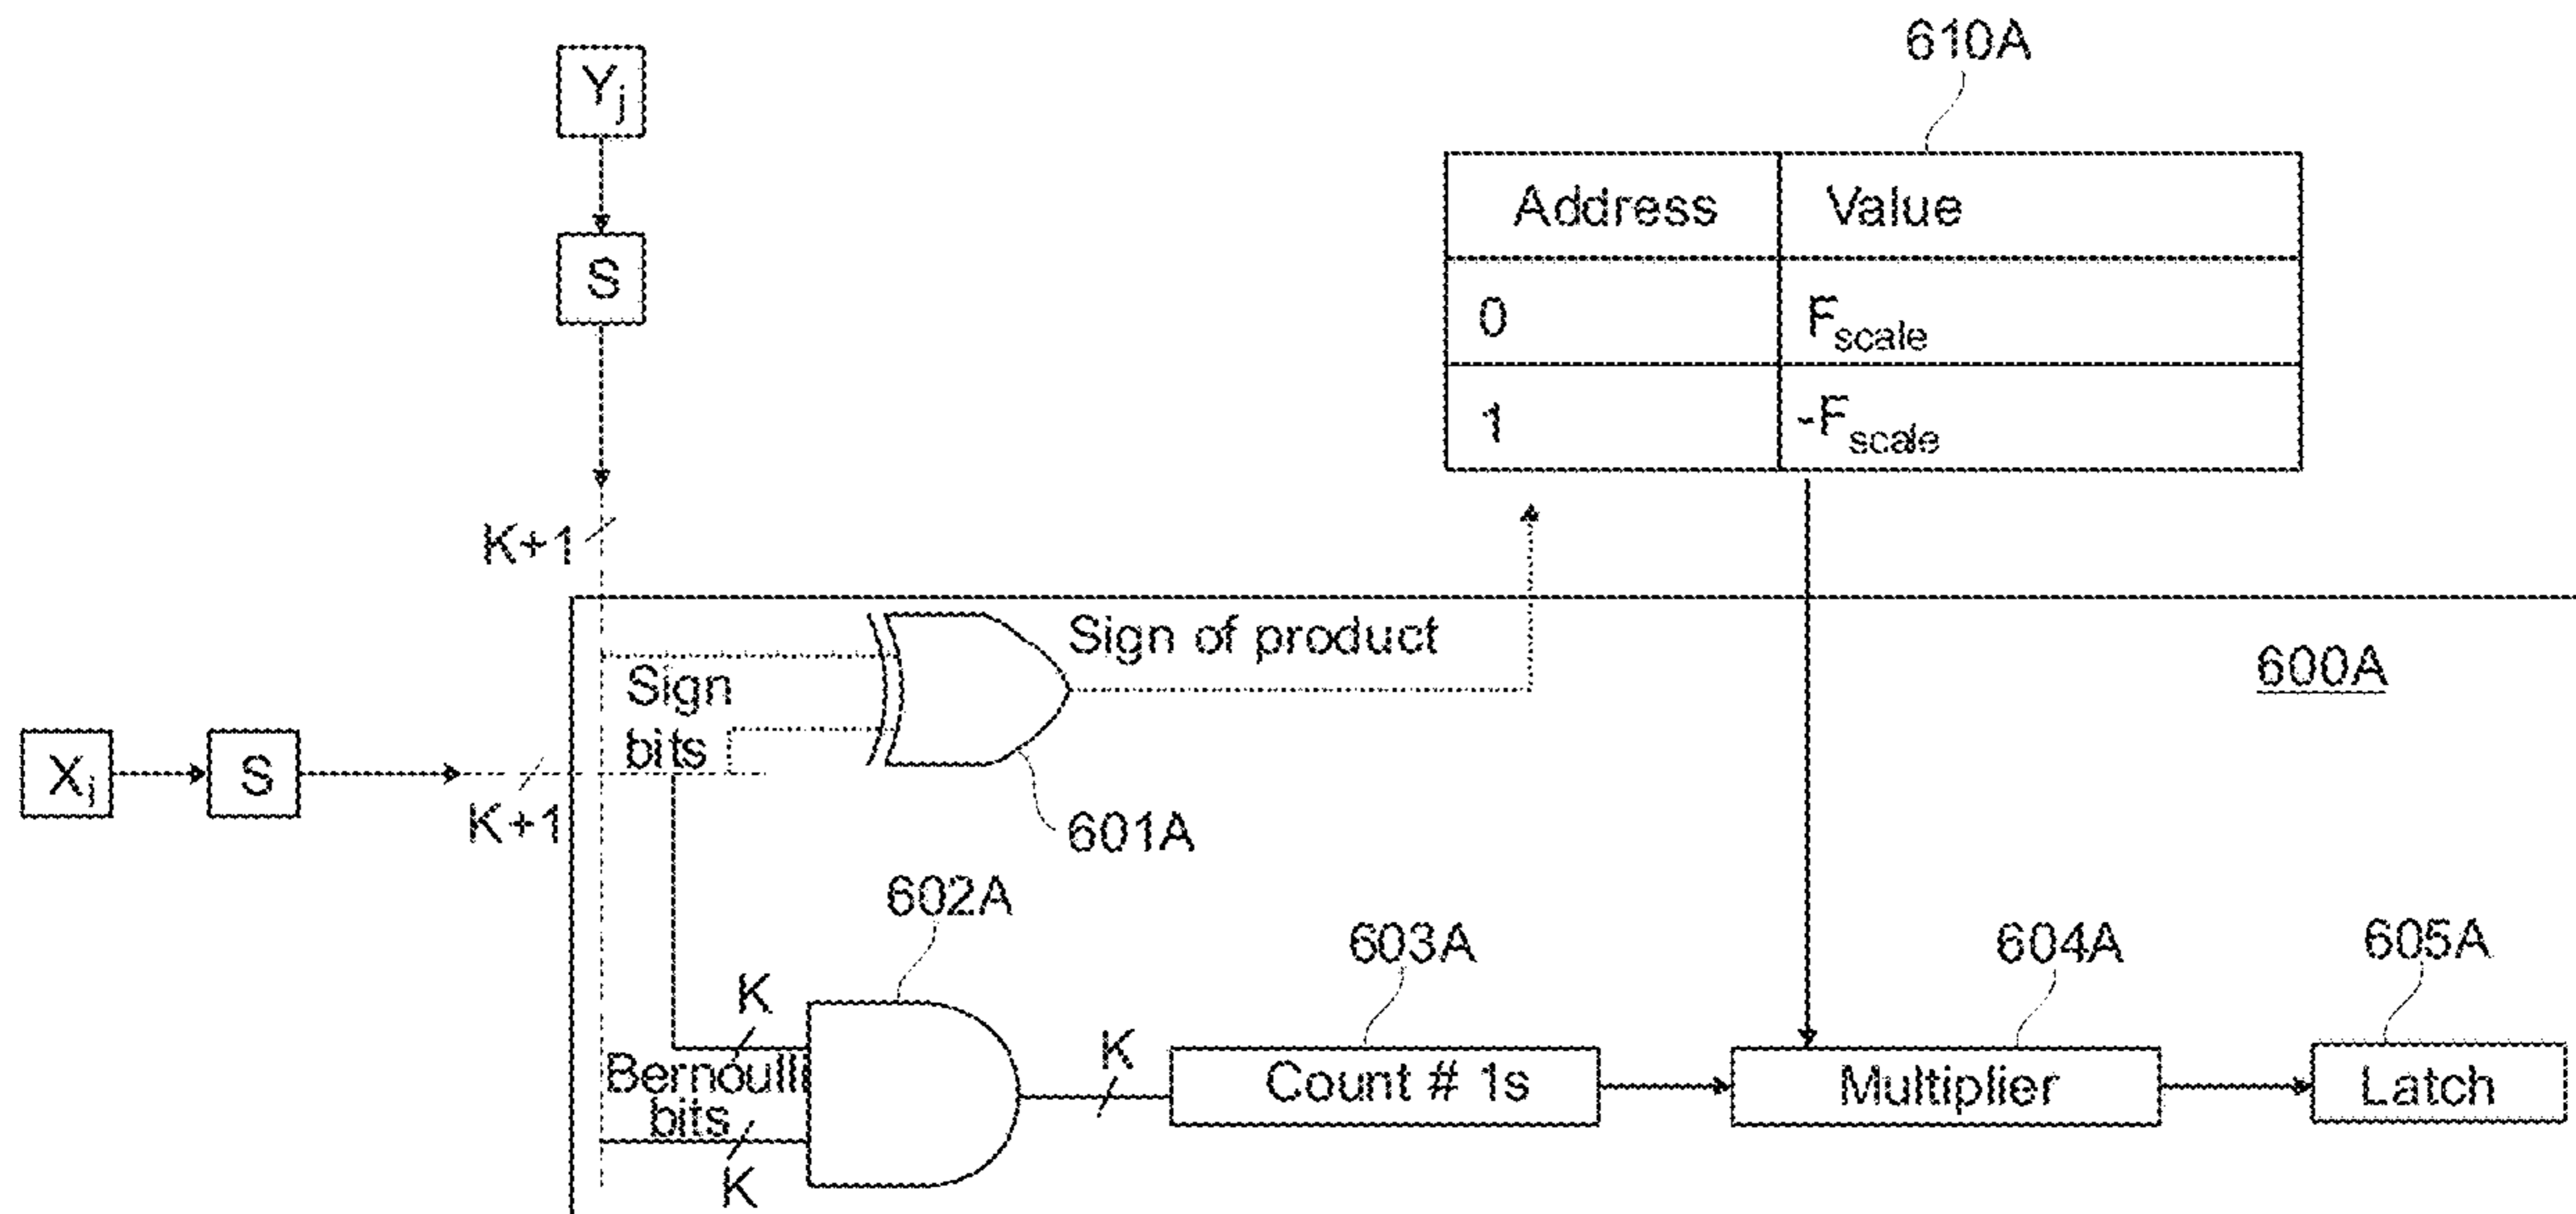 610A
Yj
Address Value
S
0 Fscale
1 -Fscale
K+1
Sign of product
600A
Sign
bits
Xi S
K+1
601A
602A
603A
604A
605A
K
K
Bernoulli
bits
Count # 1s
Multiplier
Latch
K